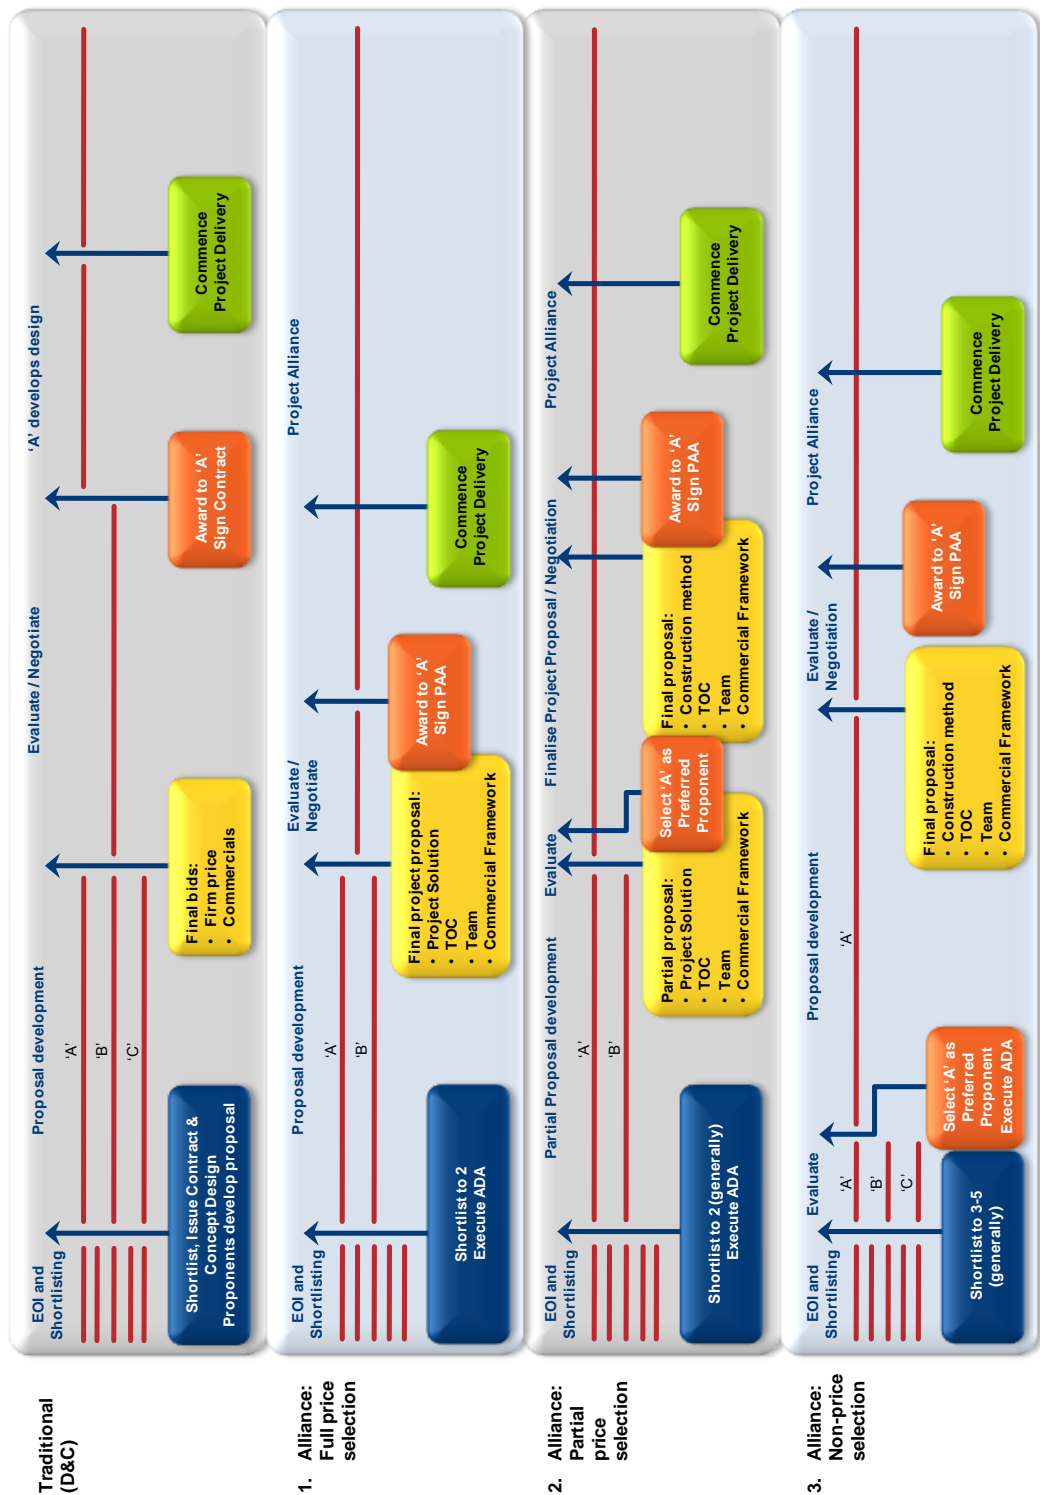 Traditional
(D&C)
EOI and
Shortlisting
Proposal development
Evaluate / Negotiate
‘A’ develops design
‘A’
‘B’
‘C’
Shortlist, Issue Contract &
Concept Design
Proponents develop proposal
Final bids:
• Firm price
• Commercials
Award to ‘A’
Sign Contract
Commence
Project Delivery
1. Alliance:
Full price
selection
EOI and
Shortlisting
Proposal development
Evaluate /
Negotiate
Project Alliance
‘A’
‘B’
Shortlist to 2
Execute ADA
Final project proposal:
• Project Solution
• TOC
• Team
• Commercial Framework
Award to ‘A’
Sign PAA
Commence
Project Delivery
2. Alliance:
Partial
price
selection
EOI and
Shortlisting
Partial Proposal development
Evaluate
Finalise Project Proposal / Negotiation
Project Alliance
‘A’
‘B’
Shortlist to 2 (generally)
Execute ADA
Partial proposal:
• Project Solution
• TOC
• Team
• Commercial Framework
Select ‘A’ as
Preferred
Proponent
Final proposal:
• Construction method
• TOC
• Team
• Commercial Framework
Award to ‘A’
Sign PAA
Commence
Project Delivery
3. Alliance:
Non-price
selection
EOI and
Shortlisting
Evaluate
Proposal development
Evaluate /
Negotiation
Project Alliance
‘A’
‘B’
‘C’
‘A’
Shortlist to 3-5
(generally)
Select ‘A’ as
Preferred
Proponent
Execute ADA
Final proposal:
• Construction method
• TOC
• Team
• Commercial Framework
Award to ‘A’
Sign PAA
Commence
Project Delivery